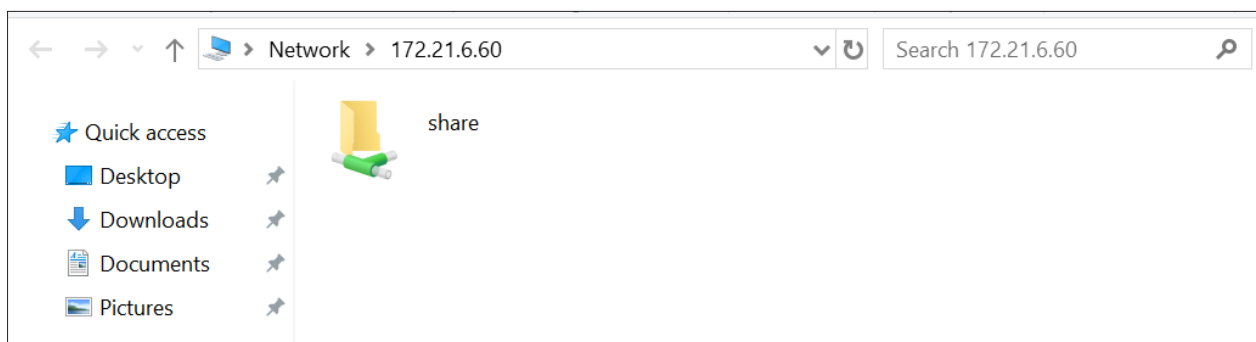 Network > 172.21.6.60
Search 172.21.6.60
Quick access
share
Desktop
Downloads
Documents
Pictures